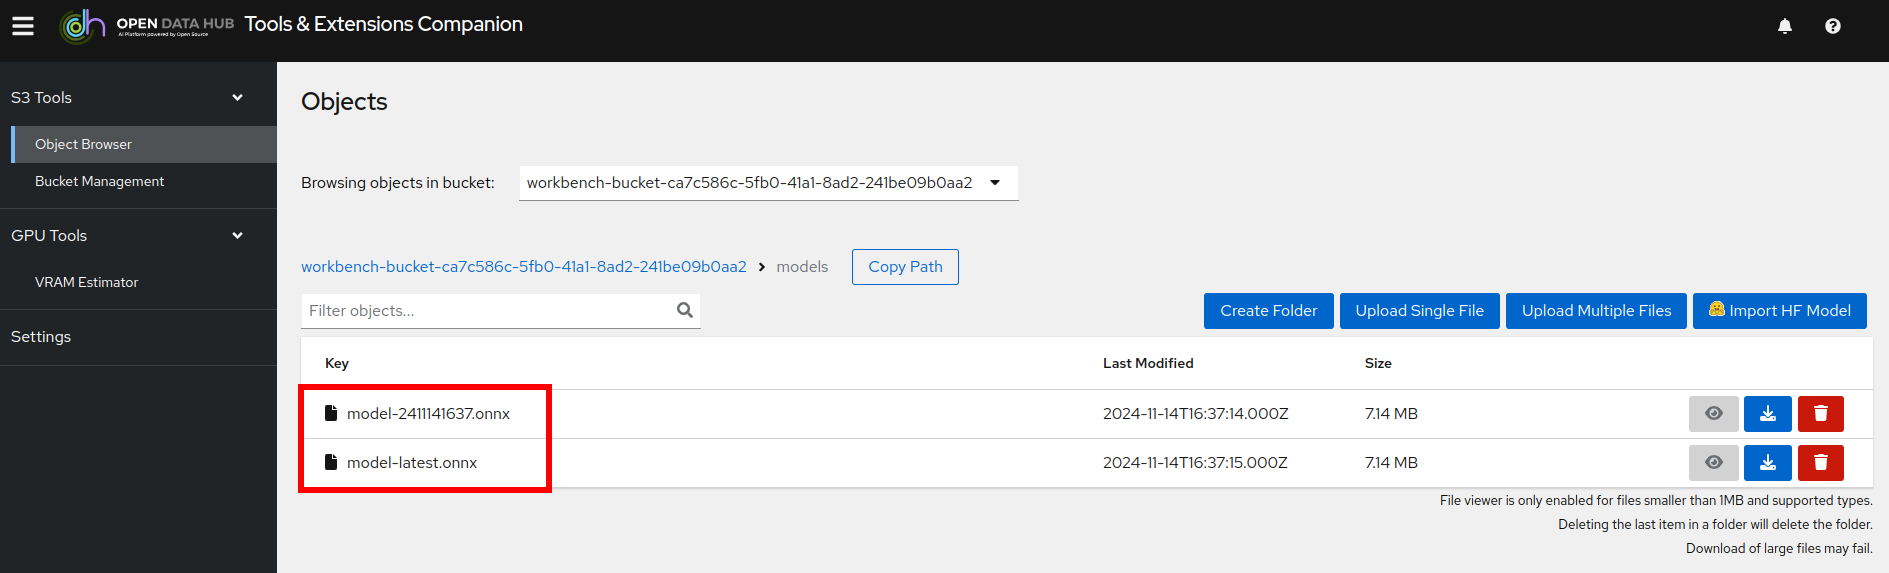 OPEN DATA HUB
AI Platform powered by Open Source
Tools & Extensions Companion
S3 Tools
Object Browser
Bucket Management
GPU Tools
VRAM Estimator
Settings
Objects
Browsing objects in bucket: workbench-bucket-ca7c586c-5fb0-41a1-8ad2-241be09b0aa2
workbench-bucket-ca7c586c-5fb0-41a1-8ad2-241be09b0aa2 > models Copy Path
Filter objects... Create Folder Upload Single File Upload Multiple Files 🤗 Import HF Model
Key Last Modified Size
model-2411141637.onnx 2024-11-14T16:37:14.000Z 7.14 MB
model-latest.onnx 2024-11-14T16:37:15.000Z 7.14 MB
File viewer is only enabled for files smaller than 1MB and supported types.
Deleting the last item in a folder will delete the folder.
Download of large files may fail.